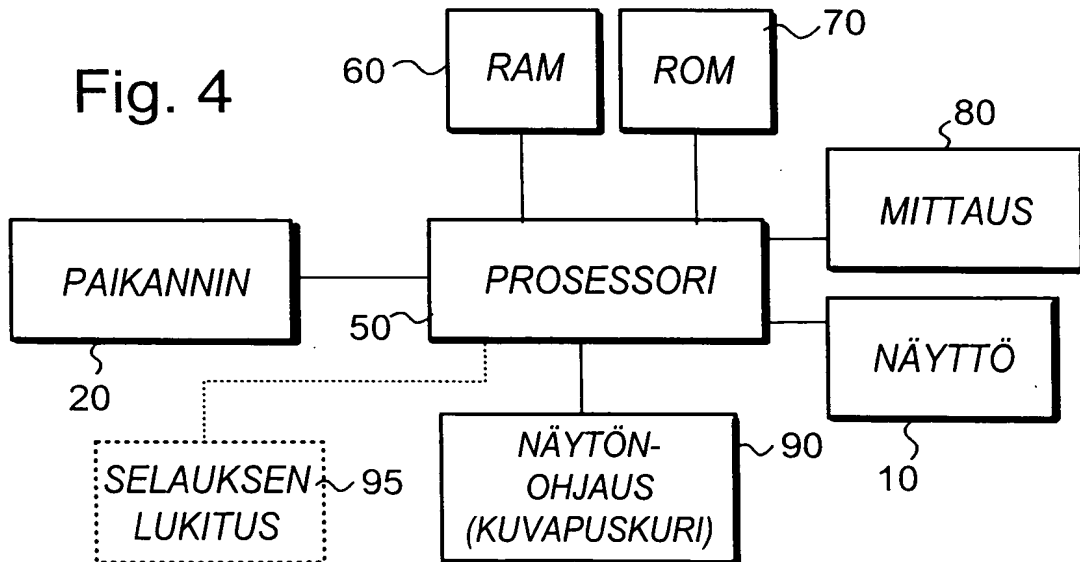 Fig. 4
60
RAM
70
ROM
80
MITTAUS
PAIKANNIN
20
PROSESSORI
50
NÄYTTÖ
10
SELAUKSEN
LUKITUS
95
NÄYTÖN-
OHJAUS
(KUVAPUSKURI)
90